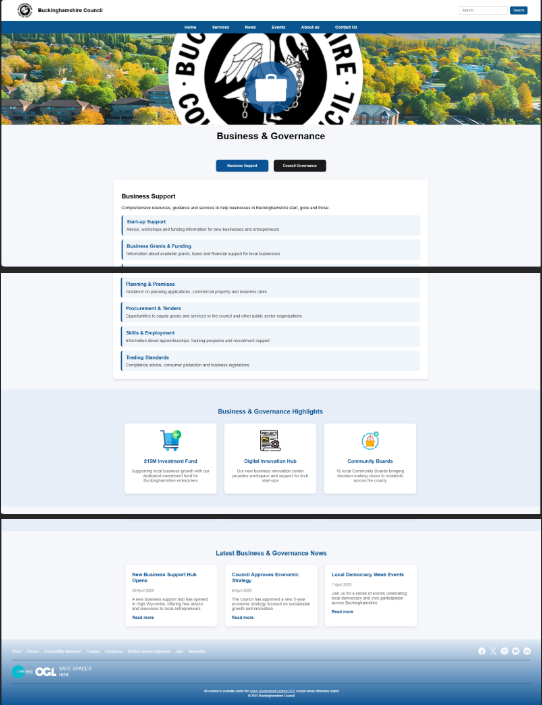 Buckinghamshire Council
Search
Home Services News Events About us Contact Us
BUCKINGHAMSHIRE
COUNCIL
Business & Governance
Business Support Council Governance
Business Support
Comprehensive resources, guidance and services to help businesses in Buckinghamshire start, grow and thrive.
Start-up Support
Advice, workshops and funding information for new businesses and entrepreneurs
Business Grants & Funding
Information about available grants, loans and financial support for local businesses
Planning & Premises
Guidance on planning applications, commercial property and business rates
Procurement & Tenders
Opportunities to supply goods and services to the council and other public sector organisations
Skills & Employment
Information about apprenticeships, training programs and recruitment support
Trading Standards
Compliance advice, consumer protection and business regulations
Business & Governance Highlights
£15M Investment Fund
Supporting local business growth with our
dedicated investment fund for
Buckinghamshire enterprises
Digital Innovation Hub
Our new business innovation center
provides workspace and support for tech
start-ups
Community Boards
16 local Community Boards bringing
decision-making closer to residents
across the county
Latest Business & Governance News
New Business Support Hub
Opens
A new business support hub has opened
in High Wycombe, offering free advice
and resources to local entrepreneurs.
Read more
Council Approves Economic
Strategy
The council has approved a new 5-year
economic strategy focused on sustainable
growth and innovation.
Read more
Local Democracy Week Events
Join us for a series of events celebrating
local democracy and civic participation
across Buckinghamshire.
Read more
About Privacy Accessibility statement Cookies Contact us Modern slavery statement Jobs Newsletter
OGL SAFE SPACES
HERE
All content is available under the Open Government Licence v3.0, except where otherwise stated
Buckinghamshire Council